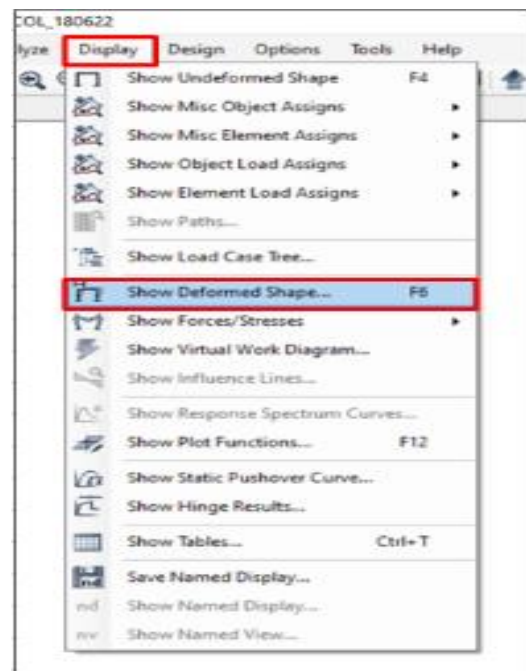 COL_180622
lyze Display Design Options Tools Help
Show Undeformed Shape F4
Show Misc Object Assigns
Show Misc Element Assigns
Show Object Load Assigns
Show Element Load Assigns
Show Paths...
Show Load Case Tree...
Show Deformed Shape... F6
Show Forces/Stresses
Show Virtual Work Diagram...
Show Influence Lines...
Show Response Spectrum Curves...
Show Plot Functions... F12
Show Static Pushover Curve...
Show Hinge Results...
Show Tables... Ctrl+T
Save Named Display...
nd Show Named Display...
nv Show Named View...